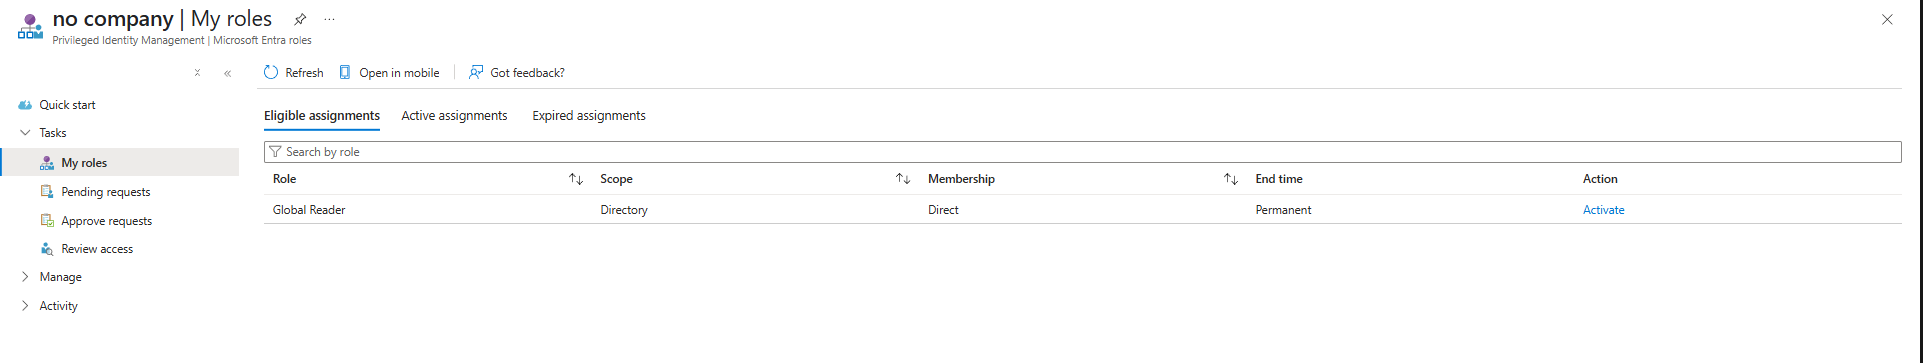 no company | My roles ...
Privileged Identity Management | Microsoft Entra roles
Refresh Open in mobile Got feedback?
Quick start
Tasks
My roles
Pending requests
Approve requests
Review access
Manage
Activity
Eligible assignments Active assignments Expired assignments
Search by role
Role Scope Membership End time Action
Global Reader Directory Direct Permanent Activate